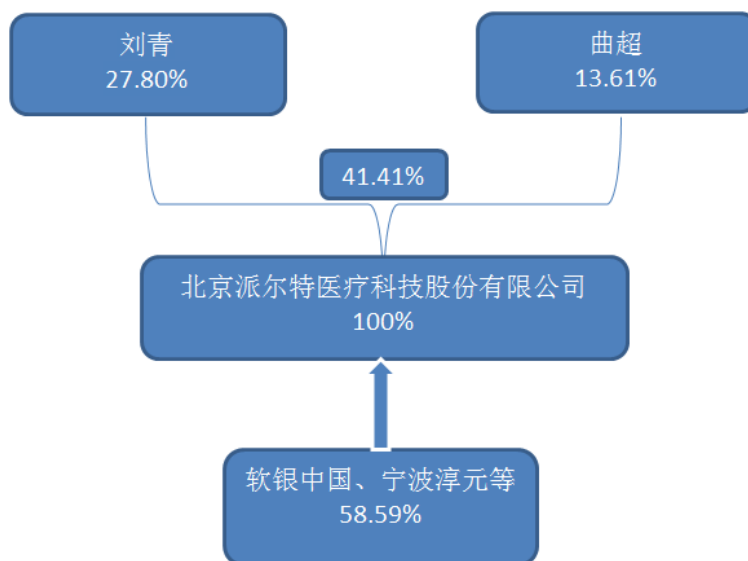 刘青
27.80%
曲超
13.61%
41.41%
北京派尔特医疗科技股份有限公司
100%
软银中国、宁波淳元等
58.59%